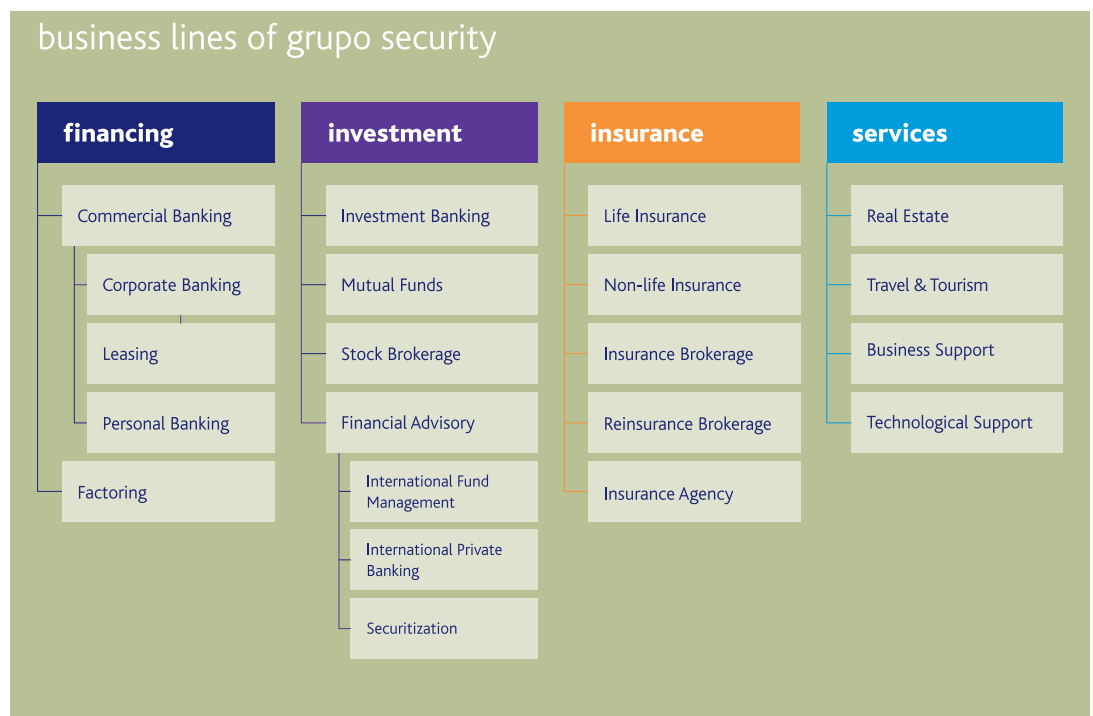 business lines of grupo security
financing
Commercial Banking
Corporate Banking
Leasing
Personal Banking
Factoring
investment
Investment Banking
Mutual Funds
Stock Brokerage
Financial Advisory
International Fund
Management
International Private
Banking
Securitization
insurance
Life Insurance
Non-life Insurance
Insurance Brokerage
Reinsurance Brokerage
Insurance Agency
services
Real Estate
Travel & Tourism
Business Support
Technological Support